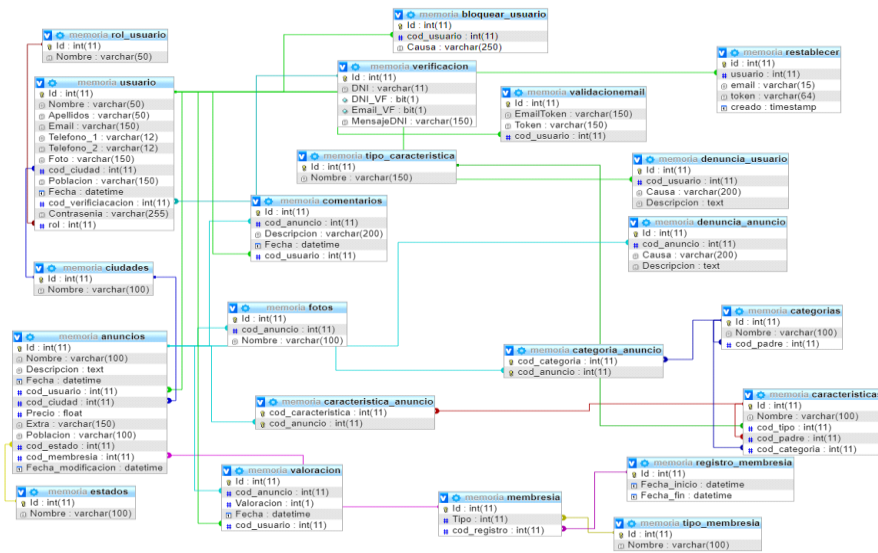 memoria bloquear_usuario
Id : int(11)
cod_usuario : int(11)
Causa : varchar(250)
memoria rol_usuario
Id : int(11)
Nombre : varchar(50)
memoria restablecer
id : int(11)
usuario : int(11)
email : varchar(15)
token : varchar(64)
creado : timestamp
memoria verificacion
Id : int(11)
DNI : varchar(11)
DNI_VF : bit(1)
Email_VF : bit(1)
MensajeDNI : varchar(150)
memoria usuario
Id : int(11)
Nombre : varchar(50)
Apellidos : varchar(50)
Email : varchar(150)
Telefono_1 : varchar(12)
Telefono_2 : varchar(12)
Foto : varchar(150)
cod_ciudad : int(11)
Poblacion : varchar(150)
Fecha : datetime
cod_verificiacacion : int(11)
Contrasenia : varchar(255)
rol : int(11)
memoria validacionemail
Id : int(11)
EmailToken : varchar(150)
Token : varchar(150)
cod_usuario : int(11)
memoria tipo_caracteristica
Id : int(11)
Nombre : varchar(150)
memoria denuncia_usuario
Id : int(11)
cod_usuario : int(11)
Causa : varchar(200)
Descripcion : text
memoria comentarios
Id : int(11)
cod_anuncio : int(11)
Descripcion : varchar(200)
Fecha : datetime
cod_usuario : int(11)
memoria denuncia_anuncio
Id : int(11)
cod_anuncio : int(11)
Causa : varchar(200)
Descripcion : text
memoria ciudades
Id : int(11)
Nombre : varchar(100)
memoria fotos
Id : int(11)
cod_anuncio : int(11)
Nombre : varchar(100)
memoria categorias
Id : int(11)
Nombre : varchar(100)
cod_padre : int(11)
memoria anuncios
Id : int(11)
Nombre : varchar(100)
Descripcion : text
Fecha : datetime
cod_usuario : int(11)
cod_ciudad : int(11)
Precio : float
Extra : varchar(150)
Poblacion : varchar(100)
cod_estado : int(11)
cod_membresia : int(11)
Fecha_modificacion : datetime
memoria categoria_anuncio
cod_categoria : int(11)
cod_anuncio : int(11)
memoria caracteristica_anuncio
cod_caracteristica : int(11)
cod_anuncio : int(11)
memoria caracteristicas
Id : int(11)
Nombre : varchar(100)
cod_tipo : int(11)
cod_padre : int(11)
cod_categoria : int(11)
memoria valoracion
Id : int(11)
cod_anuncio : int(11)
Valoracion : int(1)
Fecha : datetime
cod_usuario : int(11)
memoria registro_membresia
Id : int(11)
Fecha_inicio : datetime
Fecha_fin : datetime
memoria estados
Id : int(11)
Nombre : varchar(100)
memoria membresia
Id : int(11)
Tipo : int(11)
cod_registro : int(11)
memoria tipo_membresia
Id : int(11)
Nombre : varchar(100)